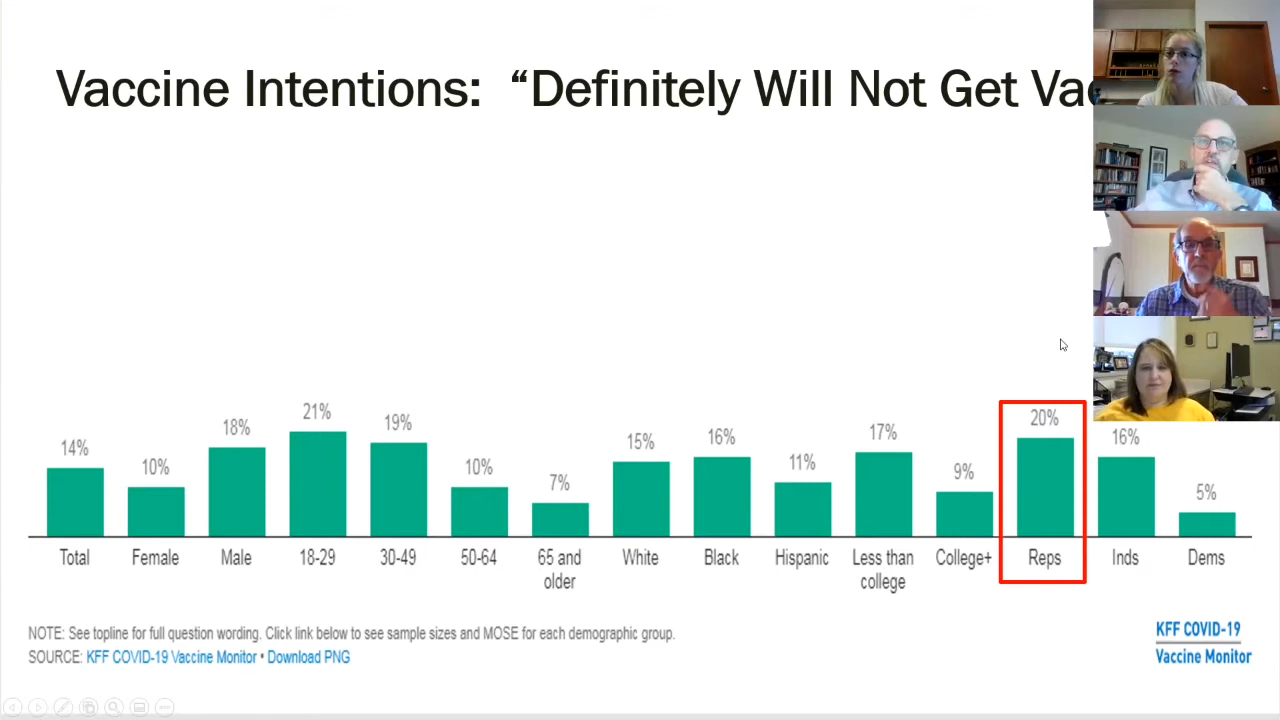 Vaccine Intentions: “Definitely Will Not Get
14%
10%
18%
21%
19%
10%
7%
15%
16%
11%
17%
9%
20%
16%
5%
Total
Female
Male
18-29
30-49
50-64
65 and
older
White
Black
Hispanic
Less than
college
College+
Reps
Inds
Dems
NOTE: See topline for full question wording. Click link below to see sample sizes and MOSE for each demographic group.
SOURCE: KFF COVID-19 Vaccine Monitor • Download PNG
KFF COVID-19
Vaccine Monitor